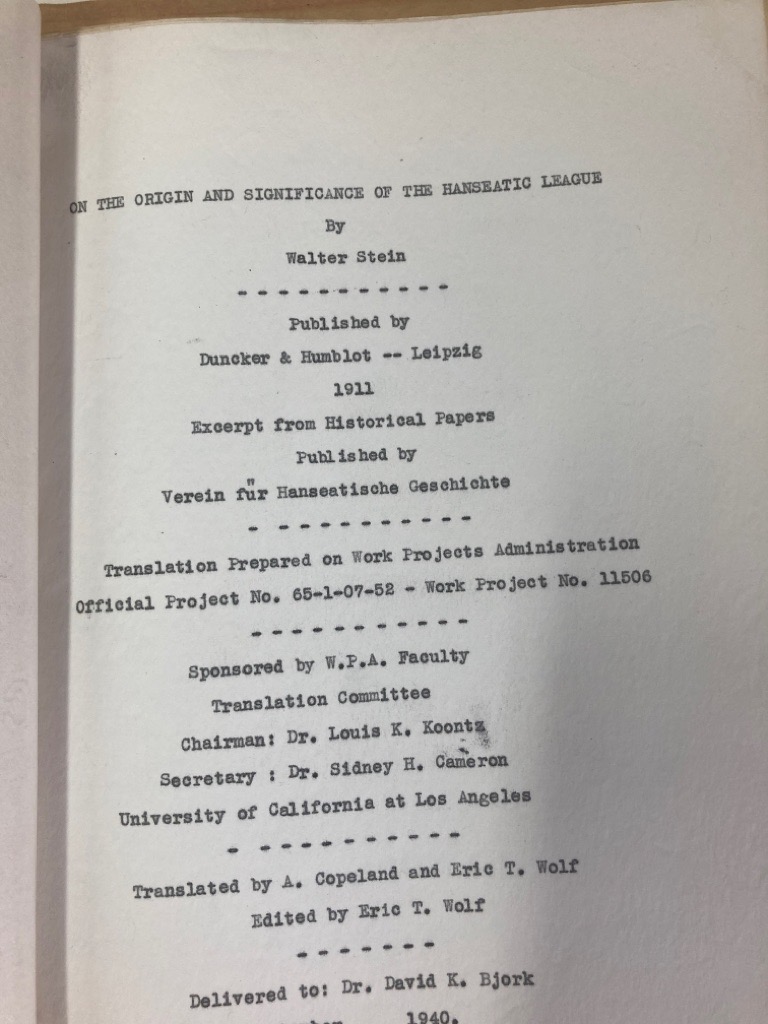 ON THE ORIGIN AND SIGNIFICANCE OF THE HANSEATIC LEAGUE
By
Walter Stein
- - - - - - - - - - -
Published by
Duncker & Humblot -- Leipzig
1911
Excerpt from Historical Papers
Published by
Verein für Hanseatische Geschichte
- - - - - - - - - - -
Translation Prepared on Work Projects Administration
Official Project No. 65-1-07-52 - Work Project No. 11506
- - - - - - - - - - -
Sponsored by W.P.A. Faculty
Translation Committee
Chairman: Dr. Louis K. Koontz
Secretary : Dr. Sidney H. Cameron
University of California at Los Angeles
- - - - - - - - - - -
Translated by A. Copeland and Eric T. Wolf
Edited by Eric T. Wolf
- - - - - - -
Delivered to: Dr. David K. Bjork
1940.